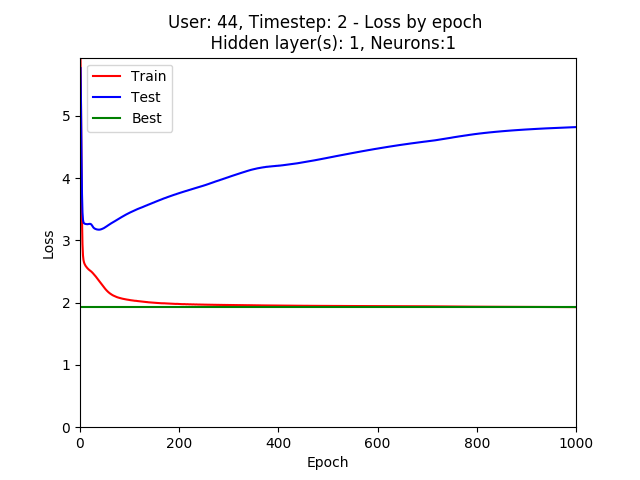 User: 44, Timestep: 2 - Loss by epoch
Hidden layer(s): 1, Neurons:1
Train
Test
Best
5
4
3
2
1
0
Loss
0 200 400 600 800 1000
Epoch